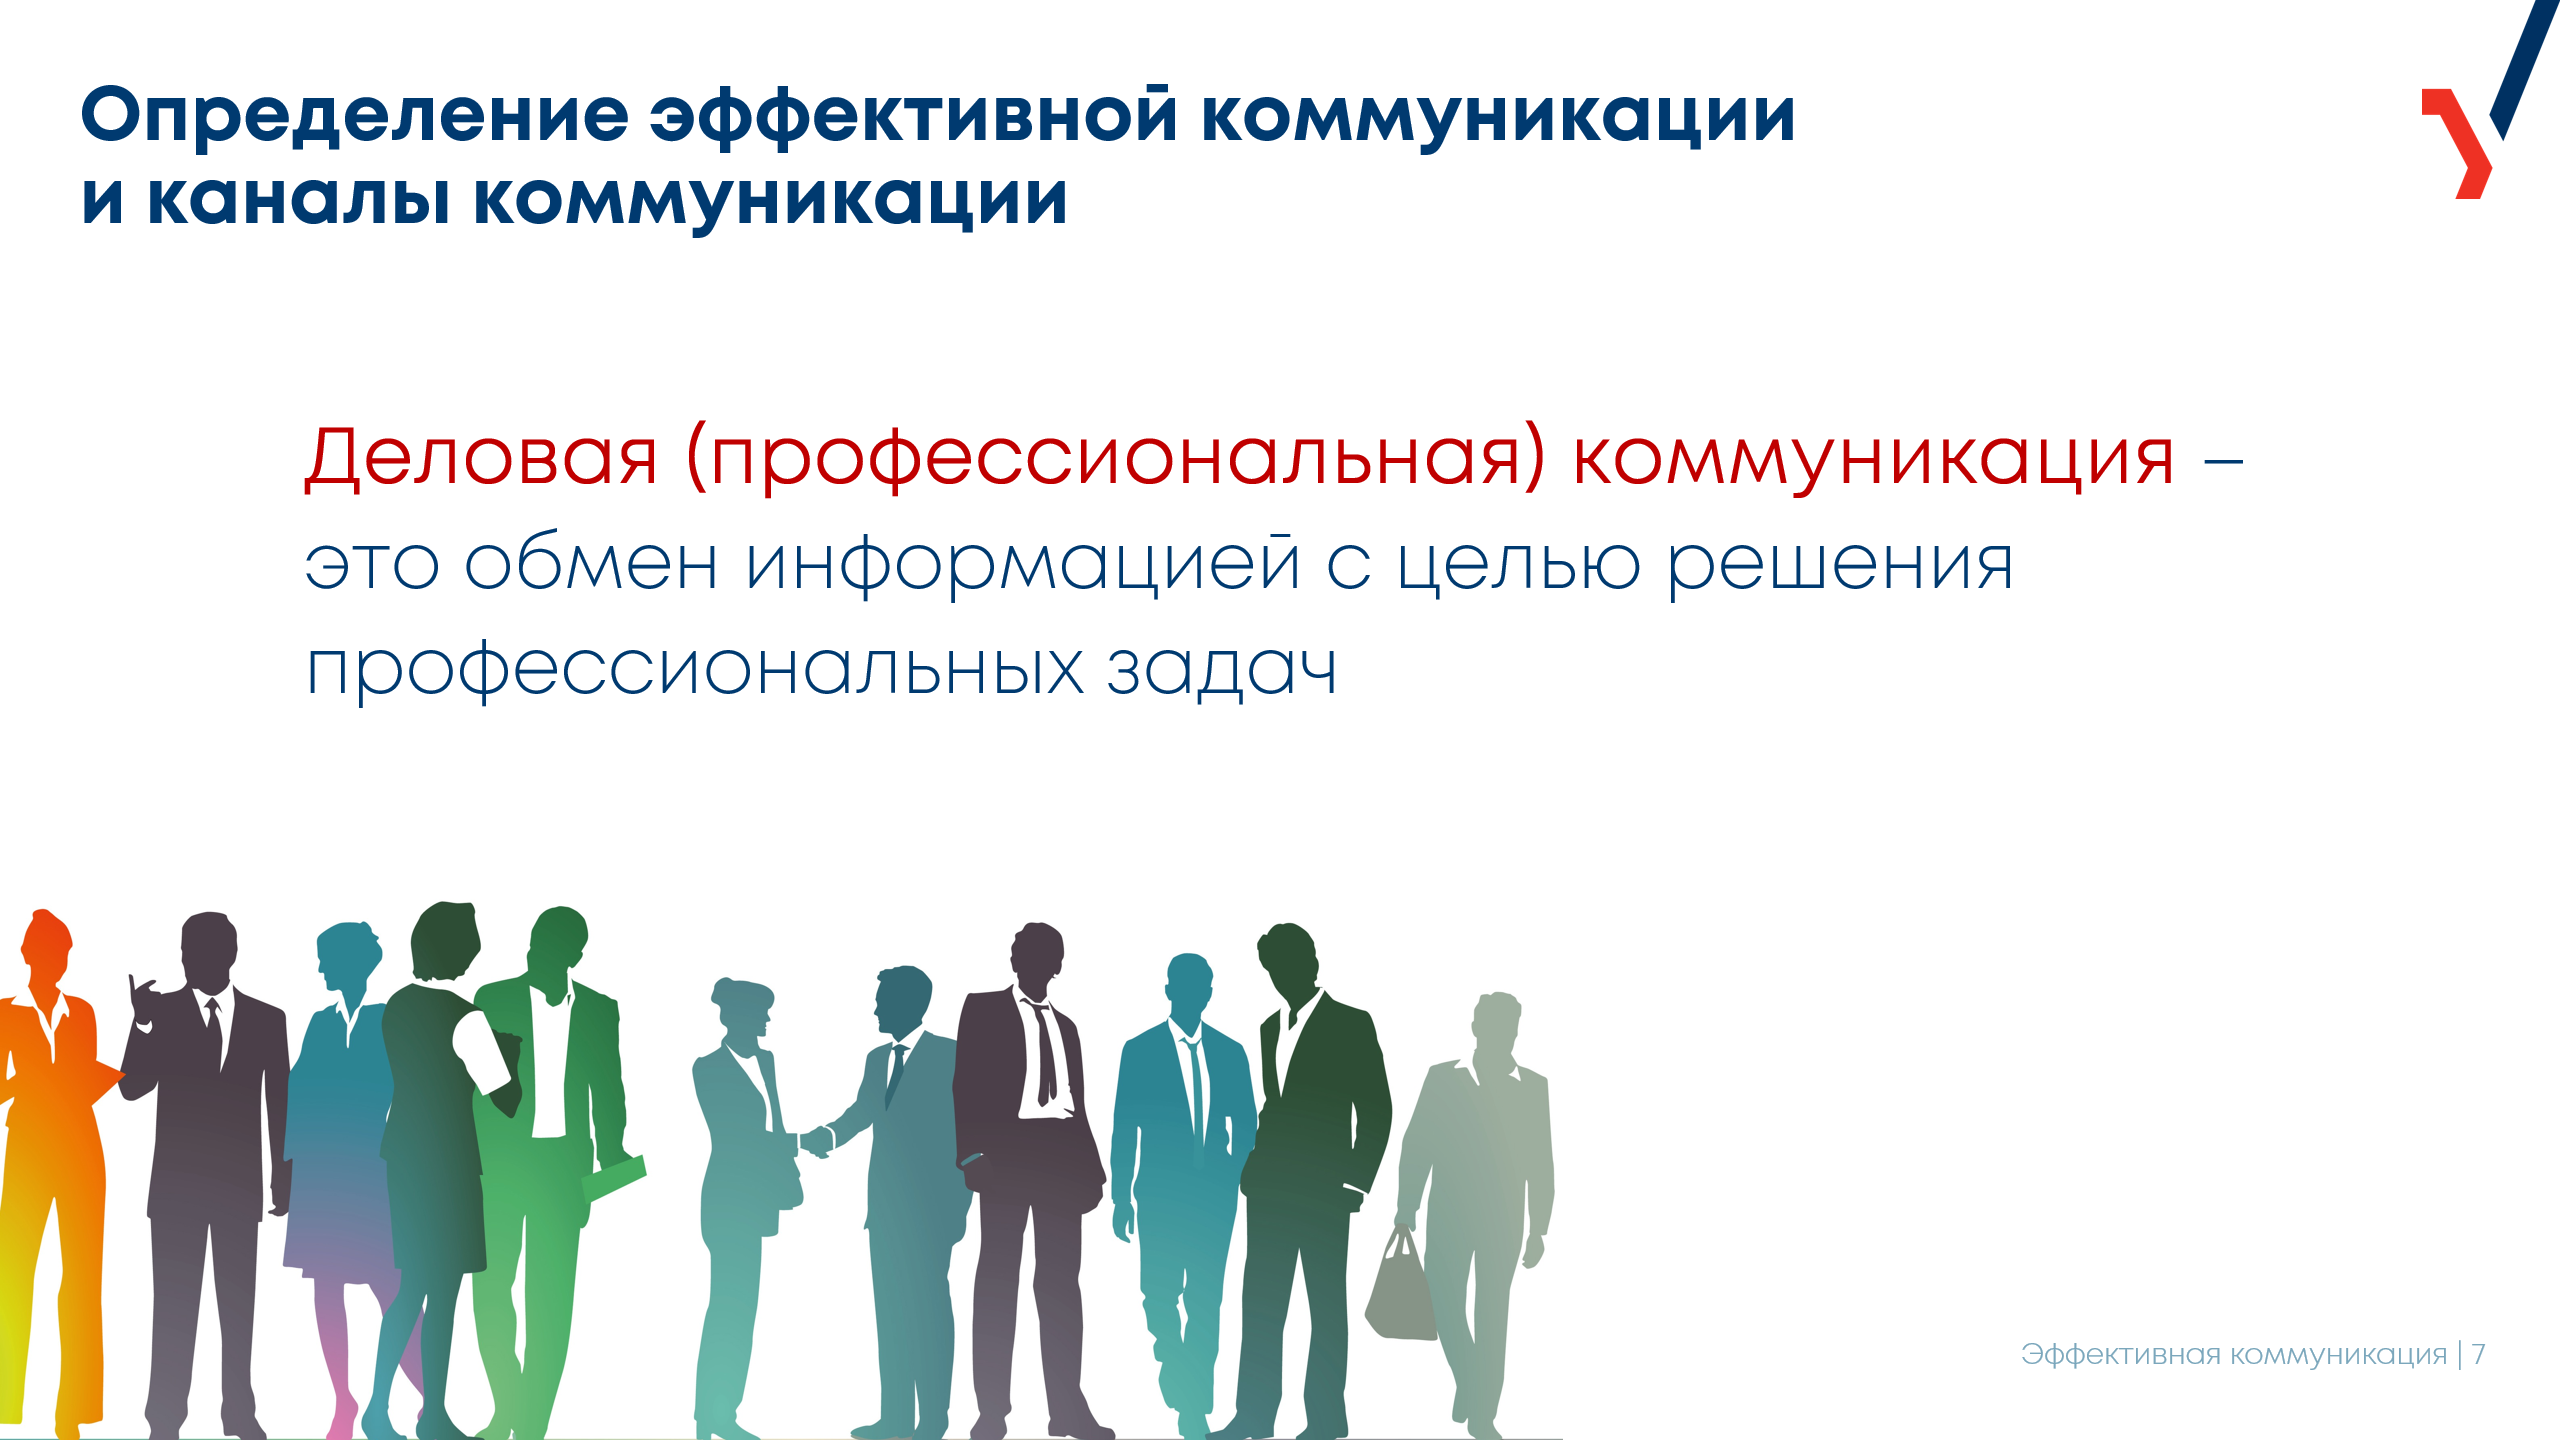 Определение эффективной коммуникации
и каналы коммуникации
Деловая (профессиональная) коммуникация –
это обмен информацией с целью решения
профессиональных задач
Эффективная коммуникация | 7